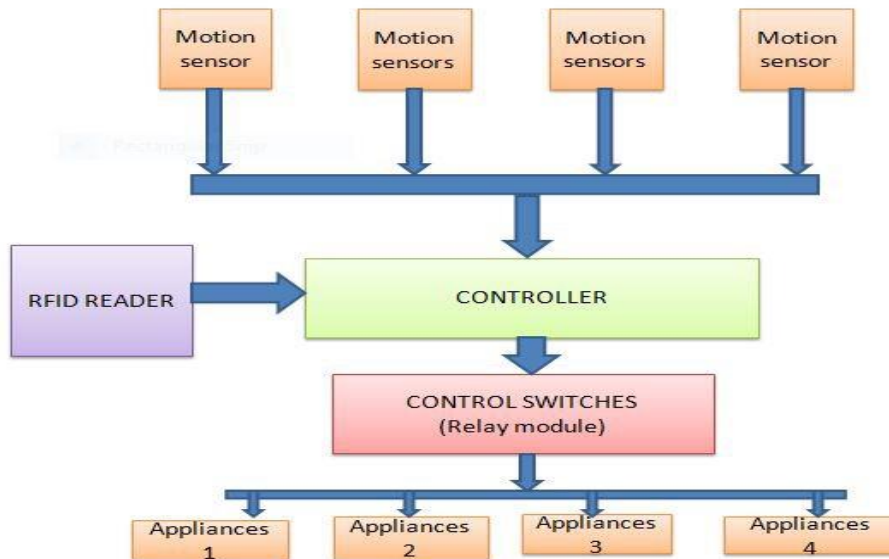 Motion
sensor
Motion
sensors
Motion
sensors
Motion
sensor
RFID READER
CONTROLLER
CONTROL SWITCHES
(Relay module)
Appliances
1
Appliances
2
Appliances
3
Appliances
4